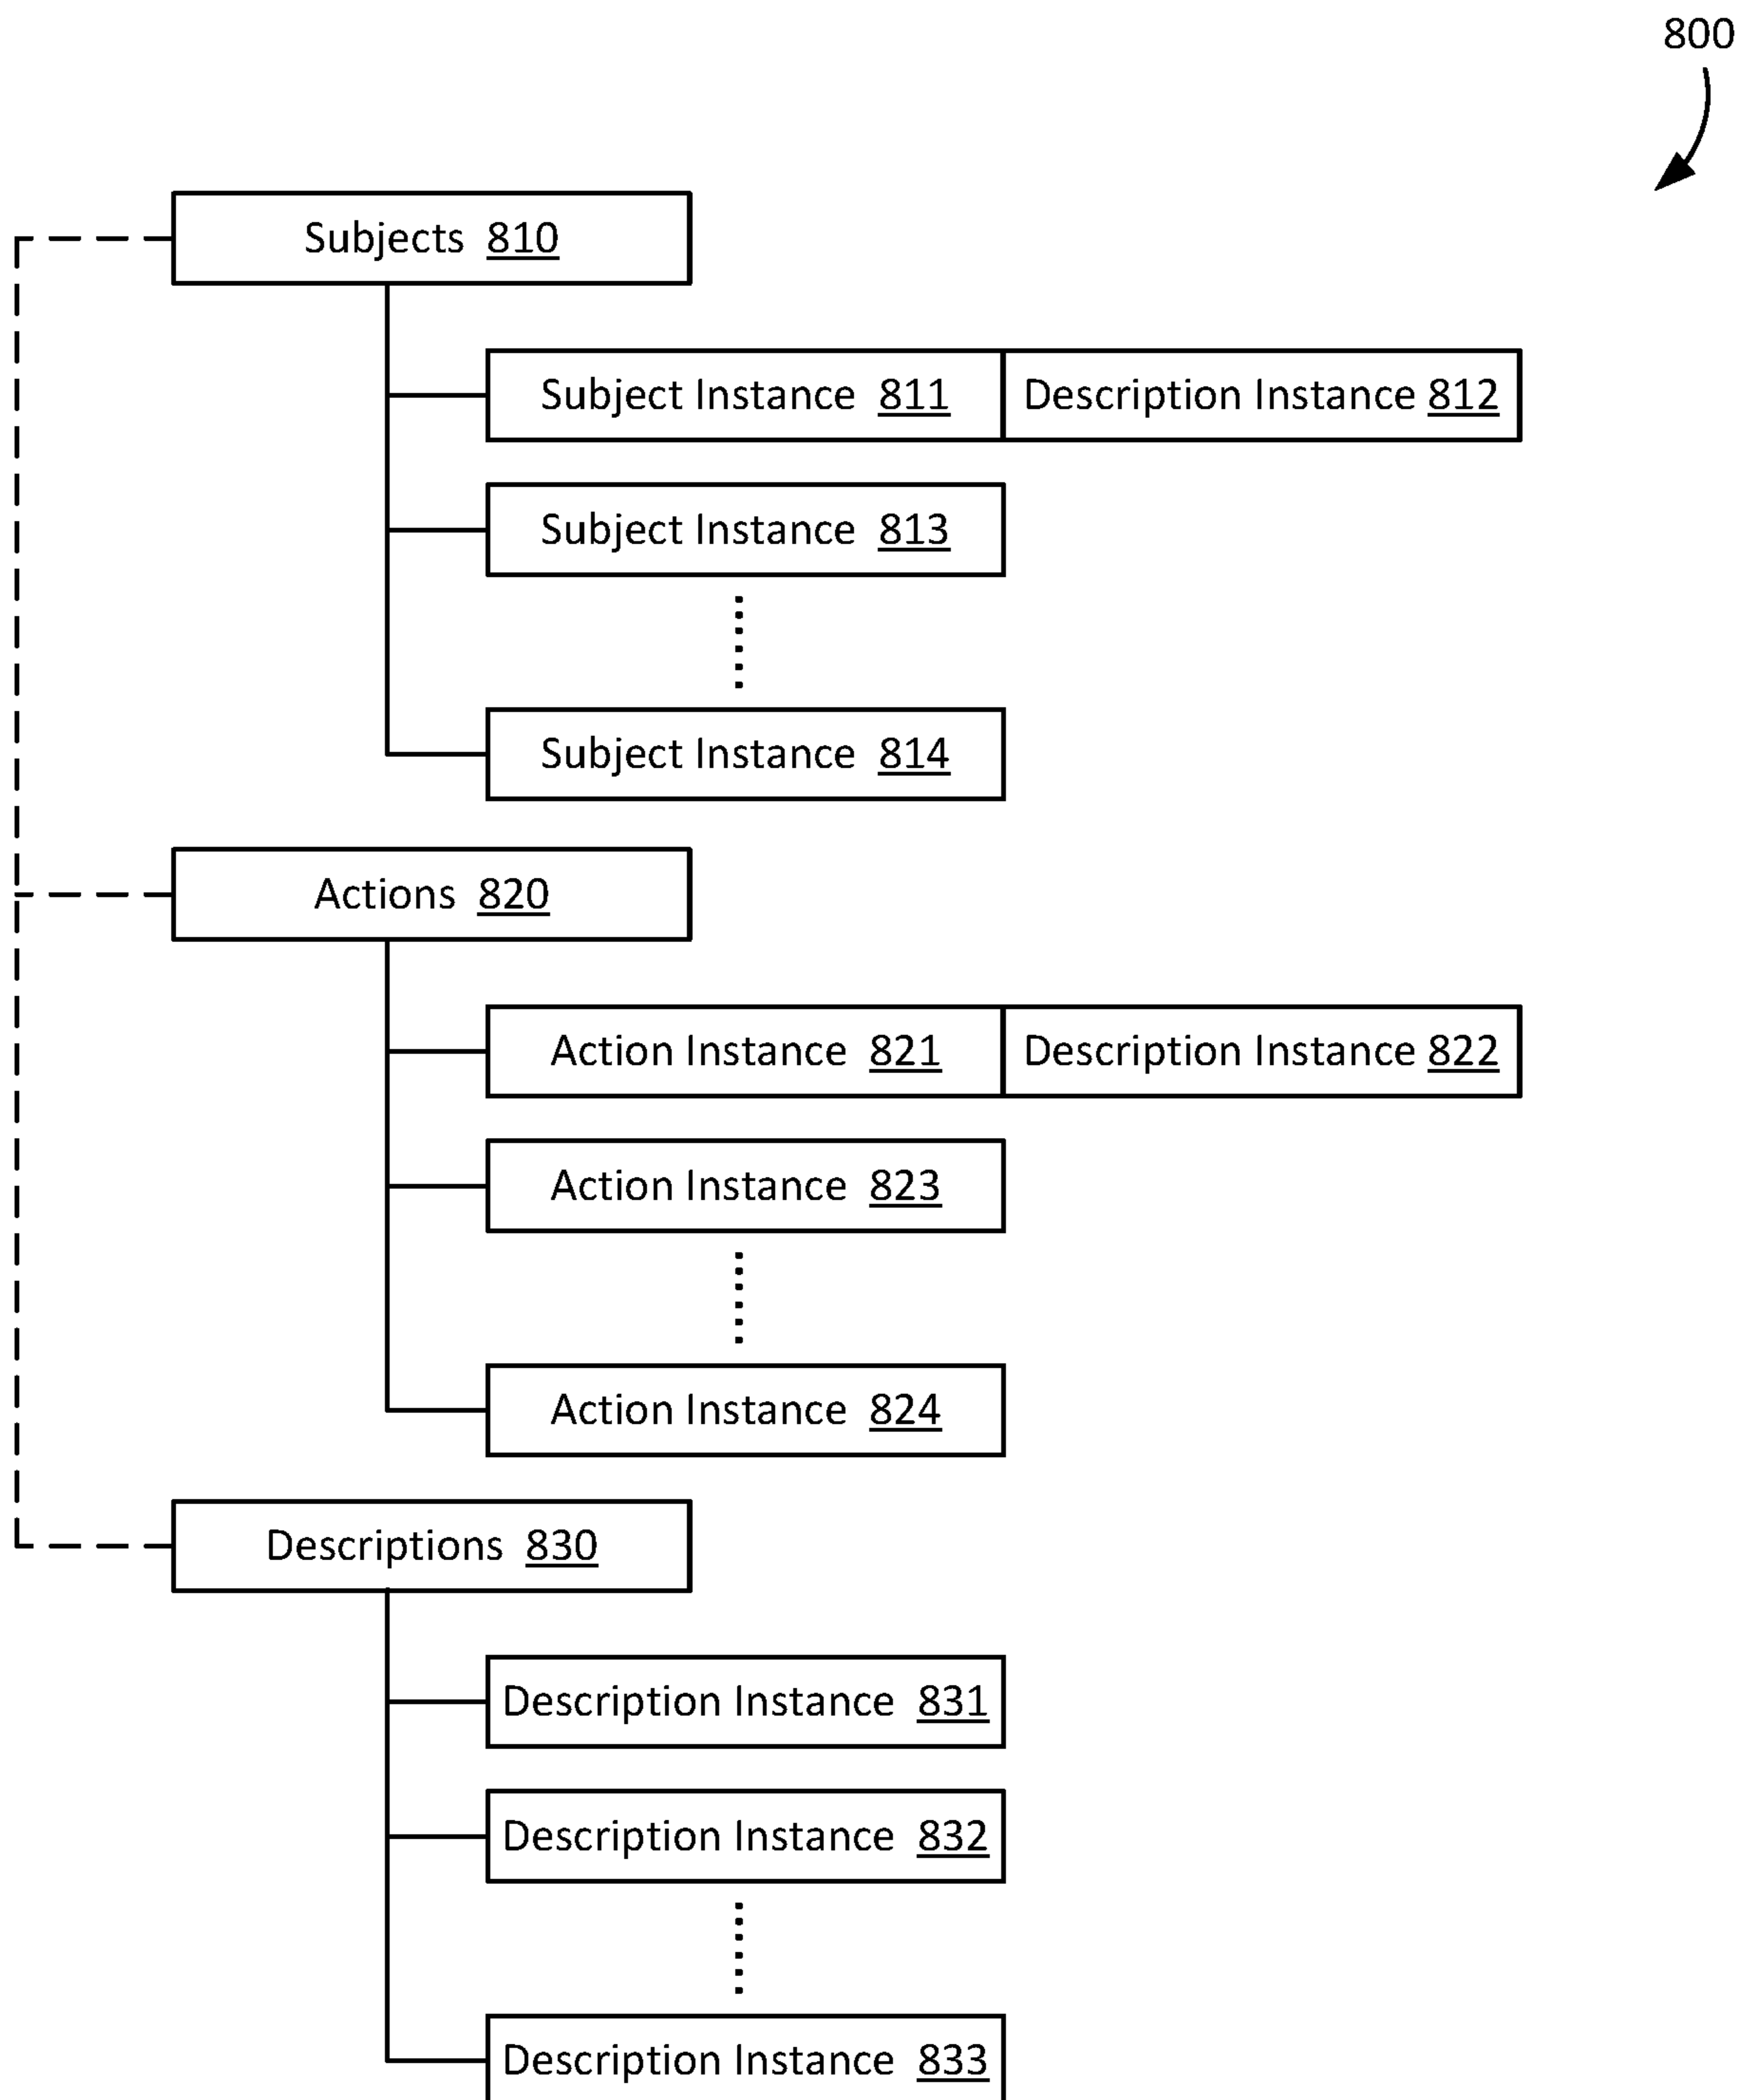 800
Subjects 810
Subject Instance 811 Description Instance 812
Subject Instance 813
Subject Instance 814
Actions 820
Action Instance 821 Description Instance 822
Action Instance 823
Action Instance 824
Descriptions 830
Description Instance 831
Description Instance 832
Description Instance 833